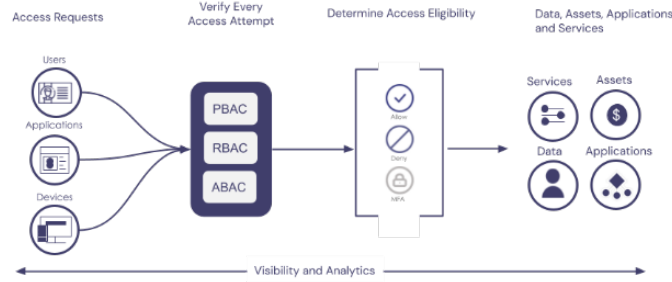 Access Requests
Verify Every
Access Attempt
Determine Access Eligibility
Data, Assets, Applications
and Services
Users
Applications
Devices
PBAC
RBAC
ABAC
Allow
Deny
MFA
Services
Assets
$
Data
Applications
Visibility and Analytics